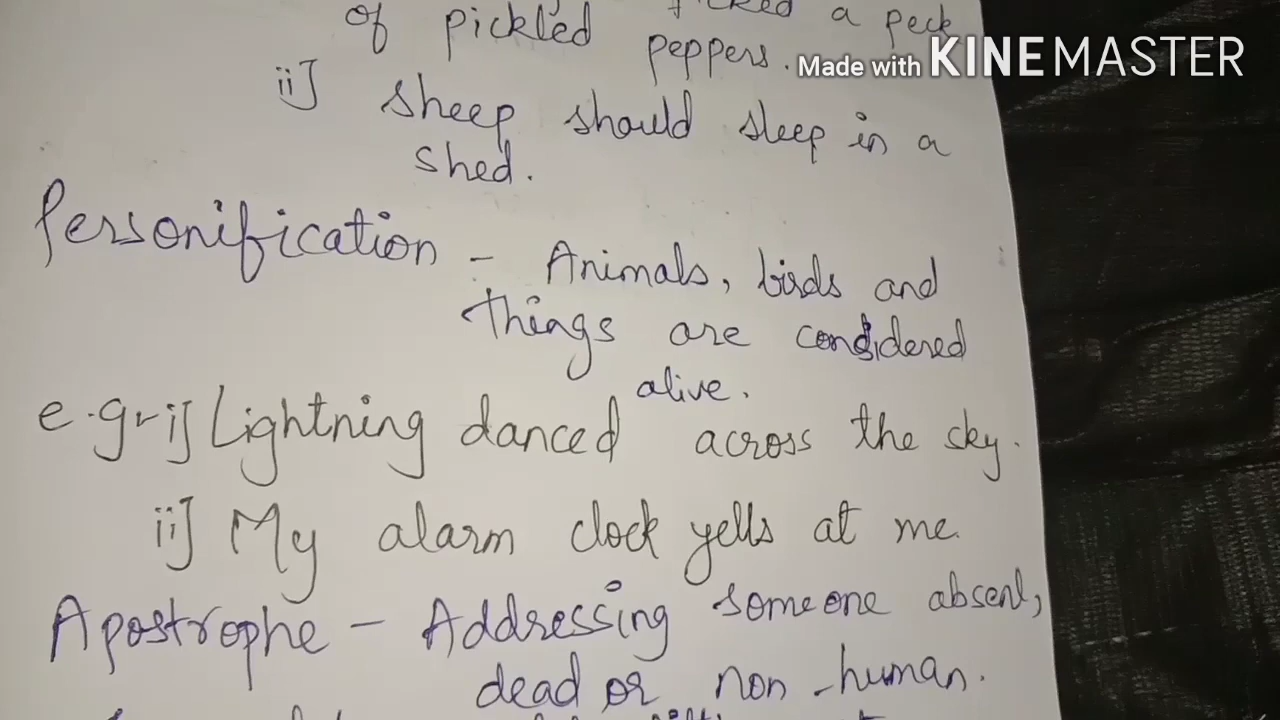 a peck
of pickled peppers.
Made with KINEMASTER
ii] sheep should sleep in a
shed.
Personification - Animals, birds and
things are considered
alive.
e.g. i] Lightning danced across the sky.
ii] My alarm clock yells at me.
Apostrophe - Addressing someone absent,
dead or non-human.